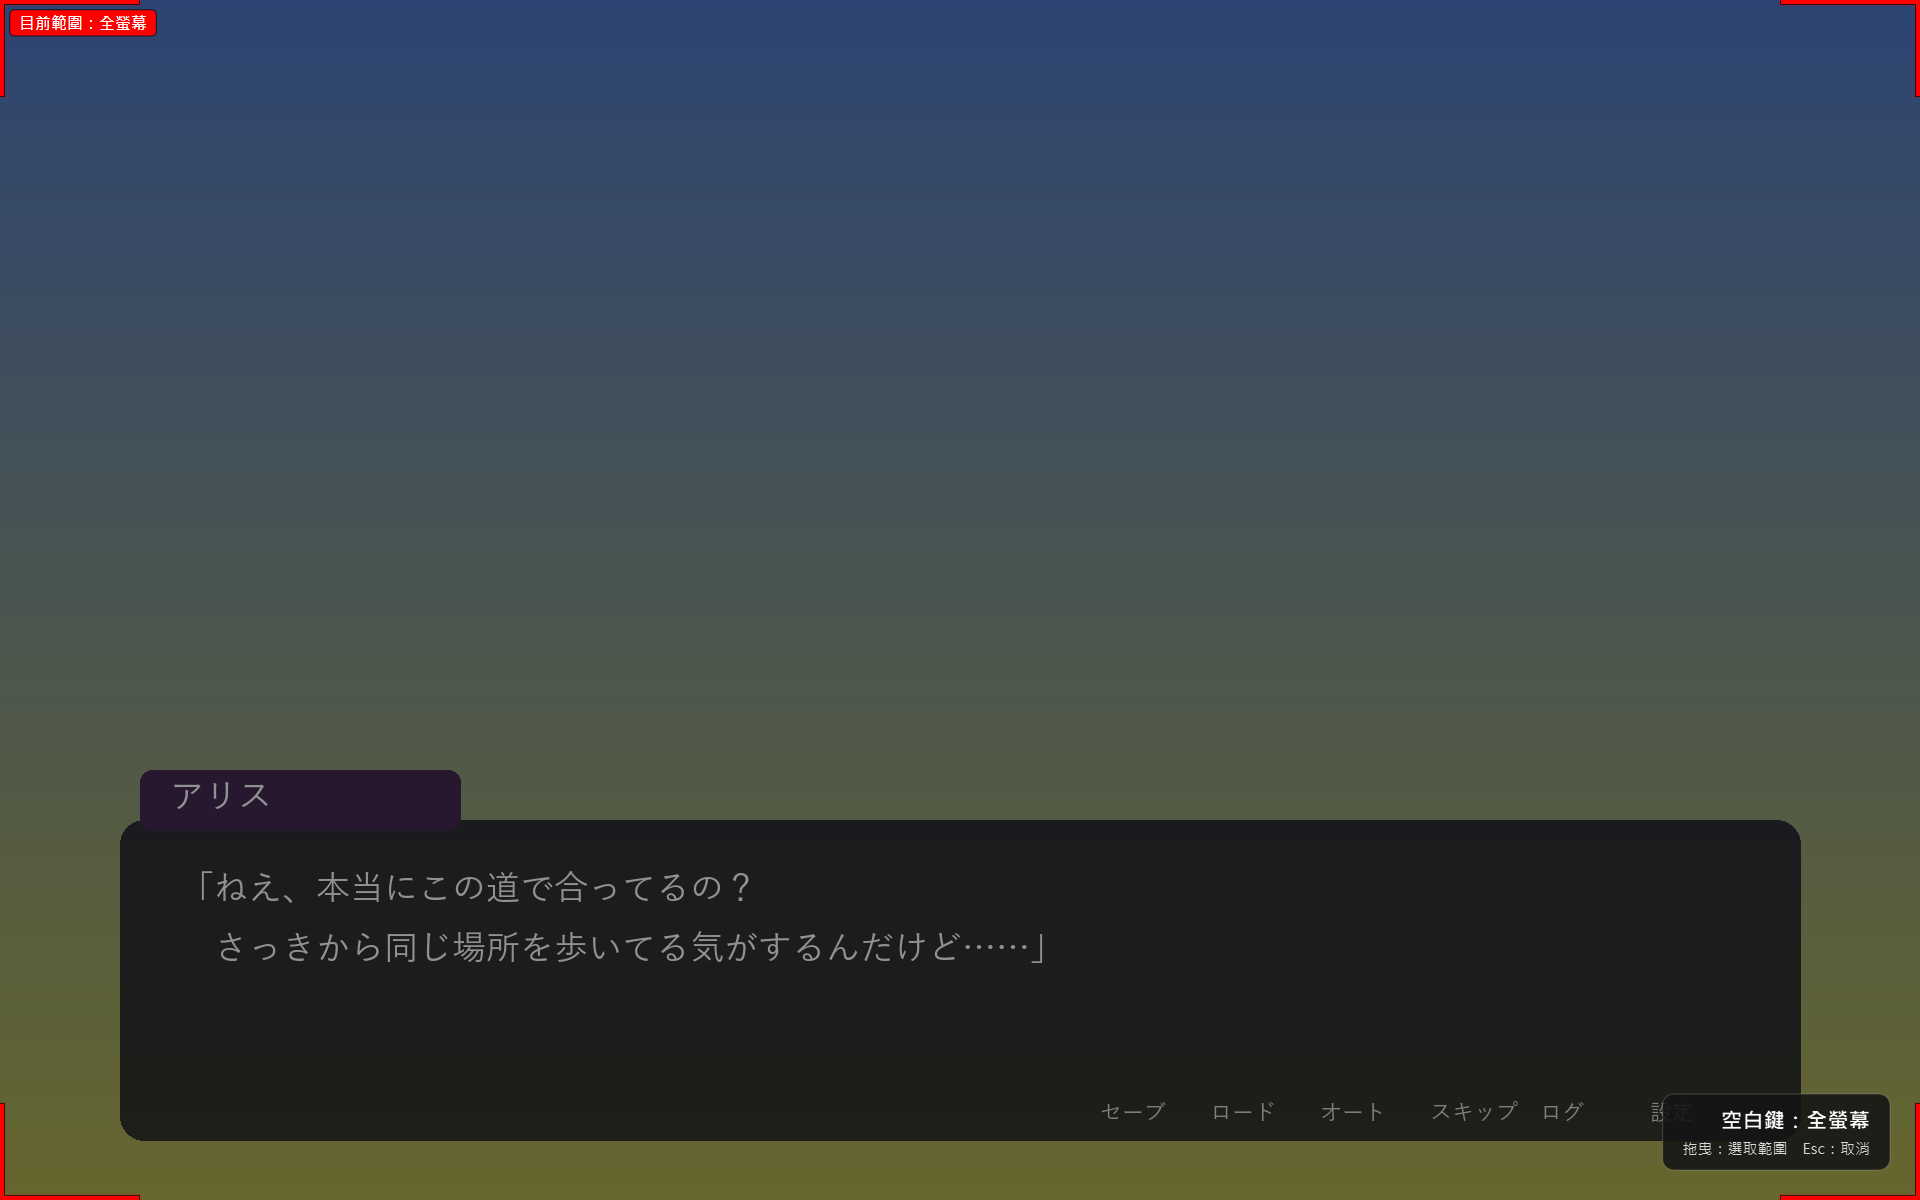 目前範圍：全螢幕
アリス
「ねえ、本当にこの道で合ってるの？
さっきから同じ場所を歩いてる気がするんだけど……」
セーブ ロード オート スキップ ログ 設定
空白鍵：全螢幕
拖曳：選取範圍 Esc：取消